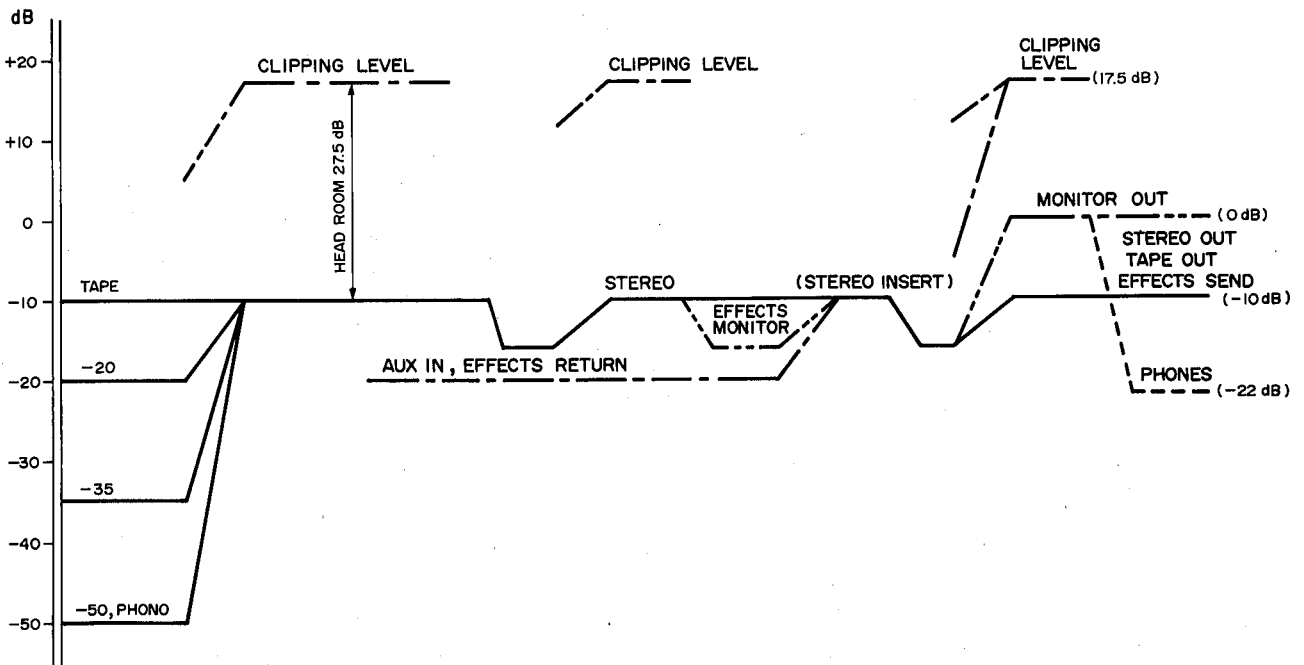 dB
+20
+10
0
-10
-20
-30
-40
-50
CLIPPING LEVEL
HEAD ROOM 27.5 dB
TAPE
-20
-35
-50, PHONO
CLIPPING LEVEL
STEREO
EFFECTS
MONITOR
AUX IN, EFFECTS RETURN
(STEREO INSERT)
CLIPPING
LEVEL
(17.5 dB)
MONITOR OUT
(0 dB)
STEREO OUT
TAPE OUT
EFFECTS SEND
(-10 dB)
PHONES
(-22 dB)